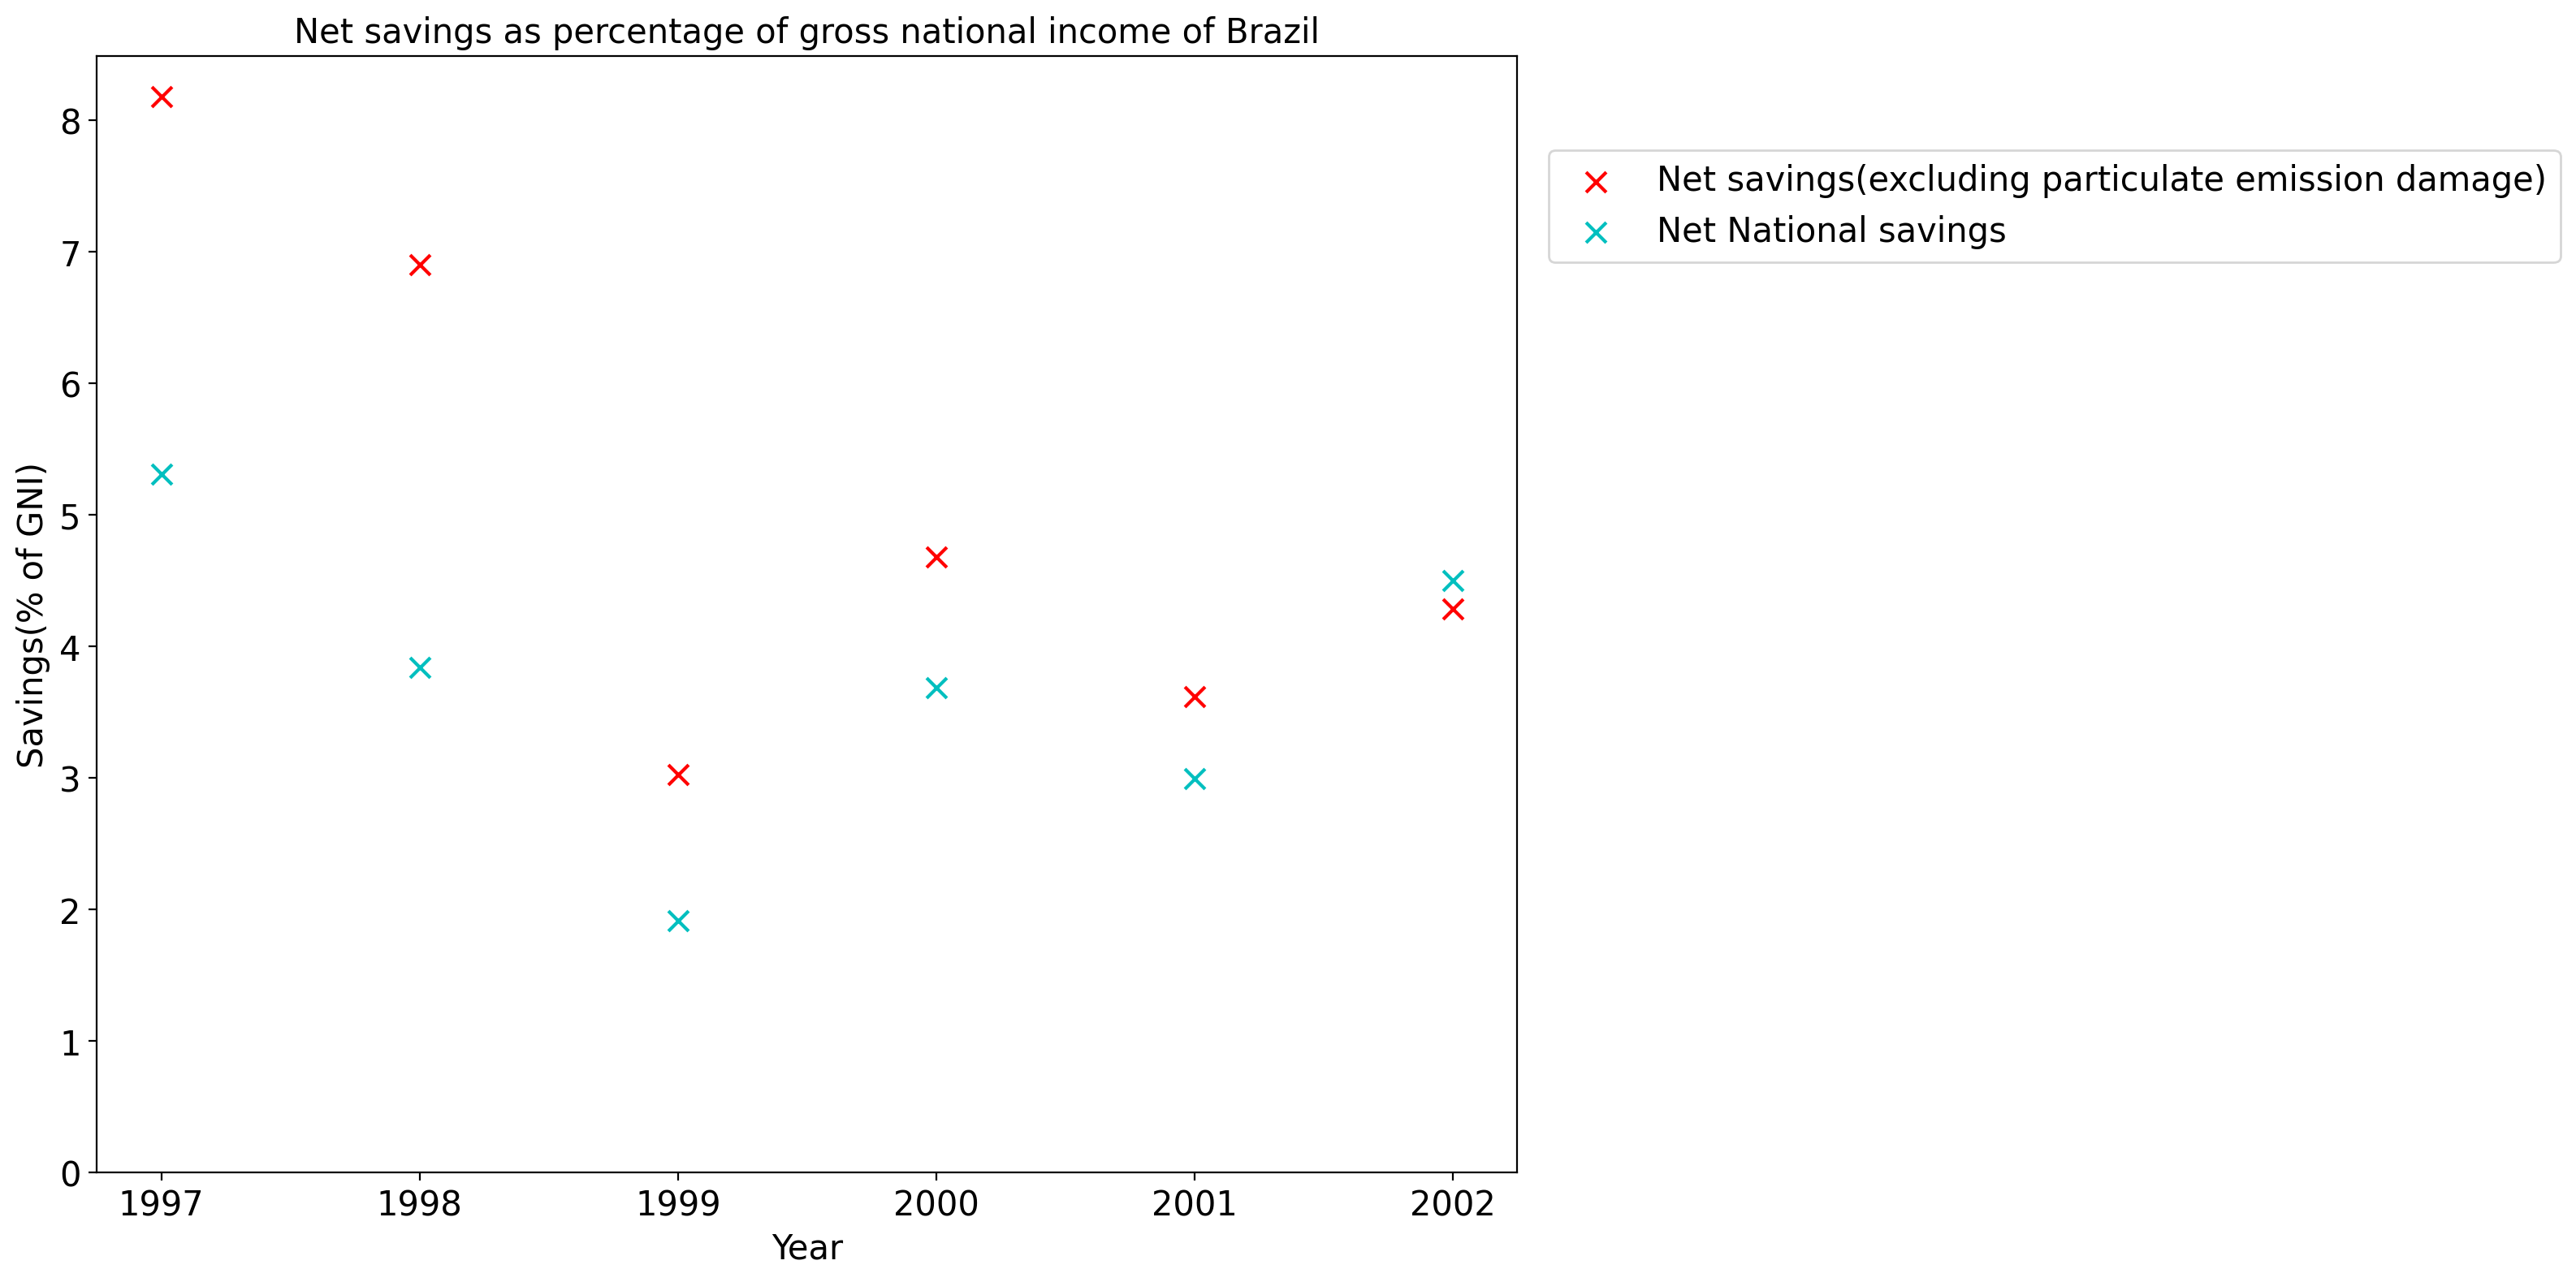 Net savings as percentage of gross national income of Brazil
8
7
6
5
4
3
2
1
0
Savings(% of GNI)
1997 1998 1999 2000 2001 2002
Year
Net savings(excluding particulate emission damage)
Net National savings